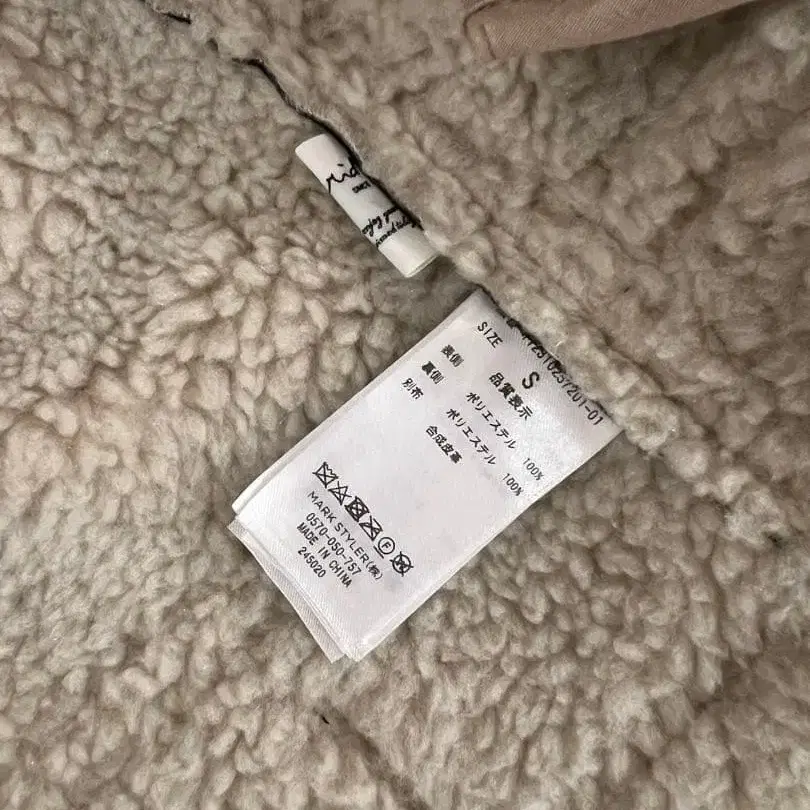 SINCE
SIZE S
品質表示
表側 ポリエステル 100%
裏側 ポリエステル 100%
別布 合成皮革
MARK STYLER(株)
0570-050-757
MADE IN CHINA
245020